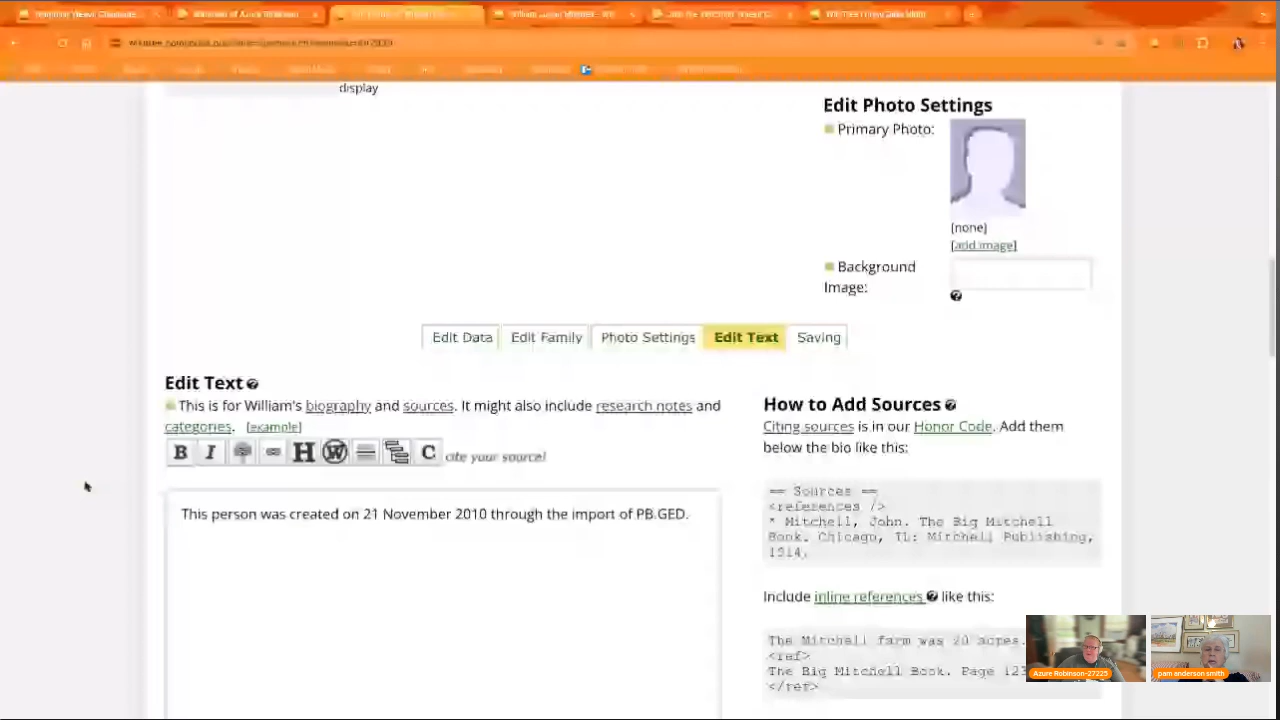 display
Edit Photo Settings
Primary Photo:
[none]
[add image]
Background
Image:
Edit Data
Edit Family
Photo Settings
Edit Text
Saving
Edit Text
This is for William's biography and sources. It might also include research notes and
categories. [example]
B I H W C cite your source!
This person was created on 21 November 2010 through the import of PB.GED.
How to Add Sources
Citing sources is in our Honor Code. Add them
below the bio like this:
== Sources ==
<references />
* Mitchell, John. The Big Mitchell
Book. Chicago, IL: Mitchell Publishing,
1914.
Include inline references like this:
The Mitchell farm was 20 acres.
<ref>
The Big Mitchell Book. Page 12
</ref>
Azure Robinson-27225
pam anderson smith